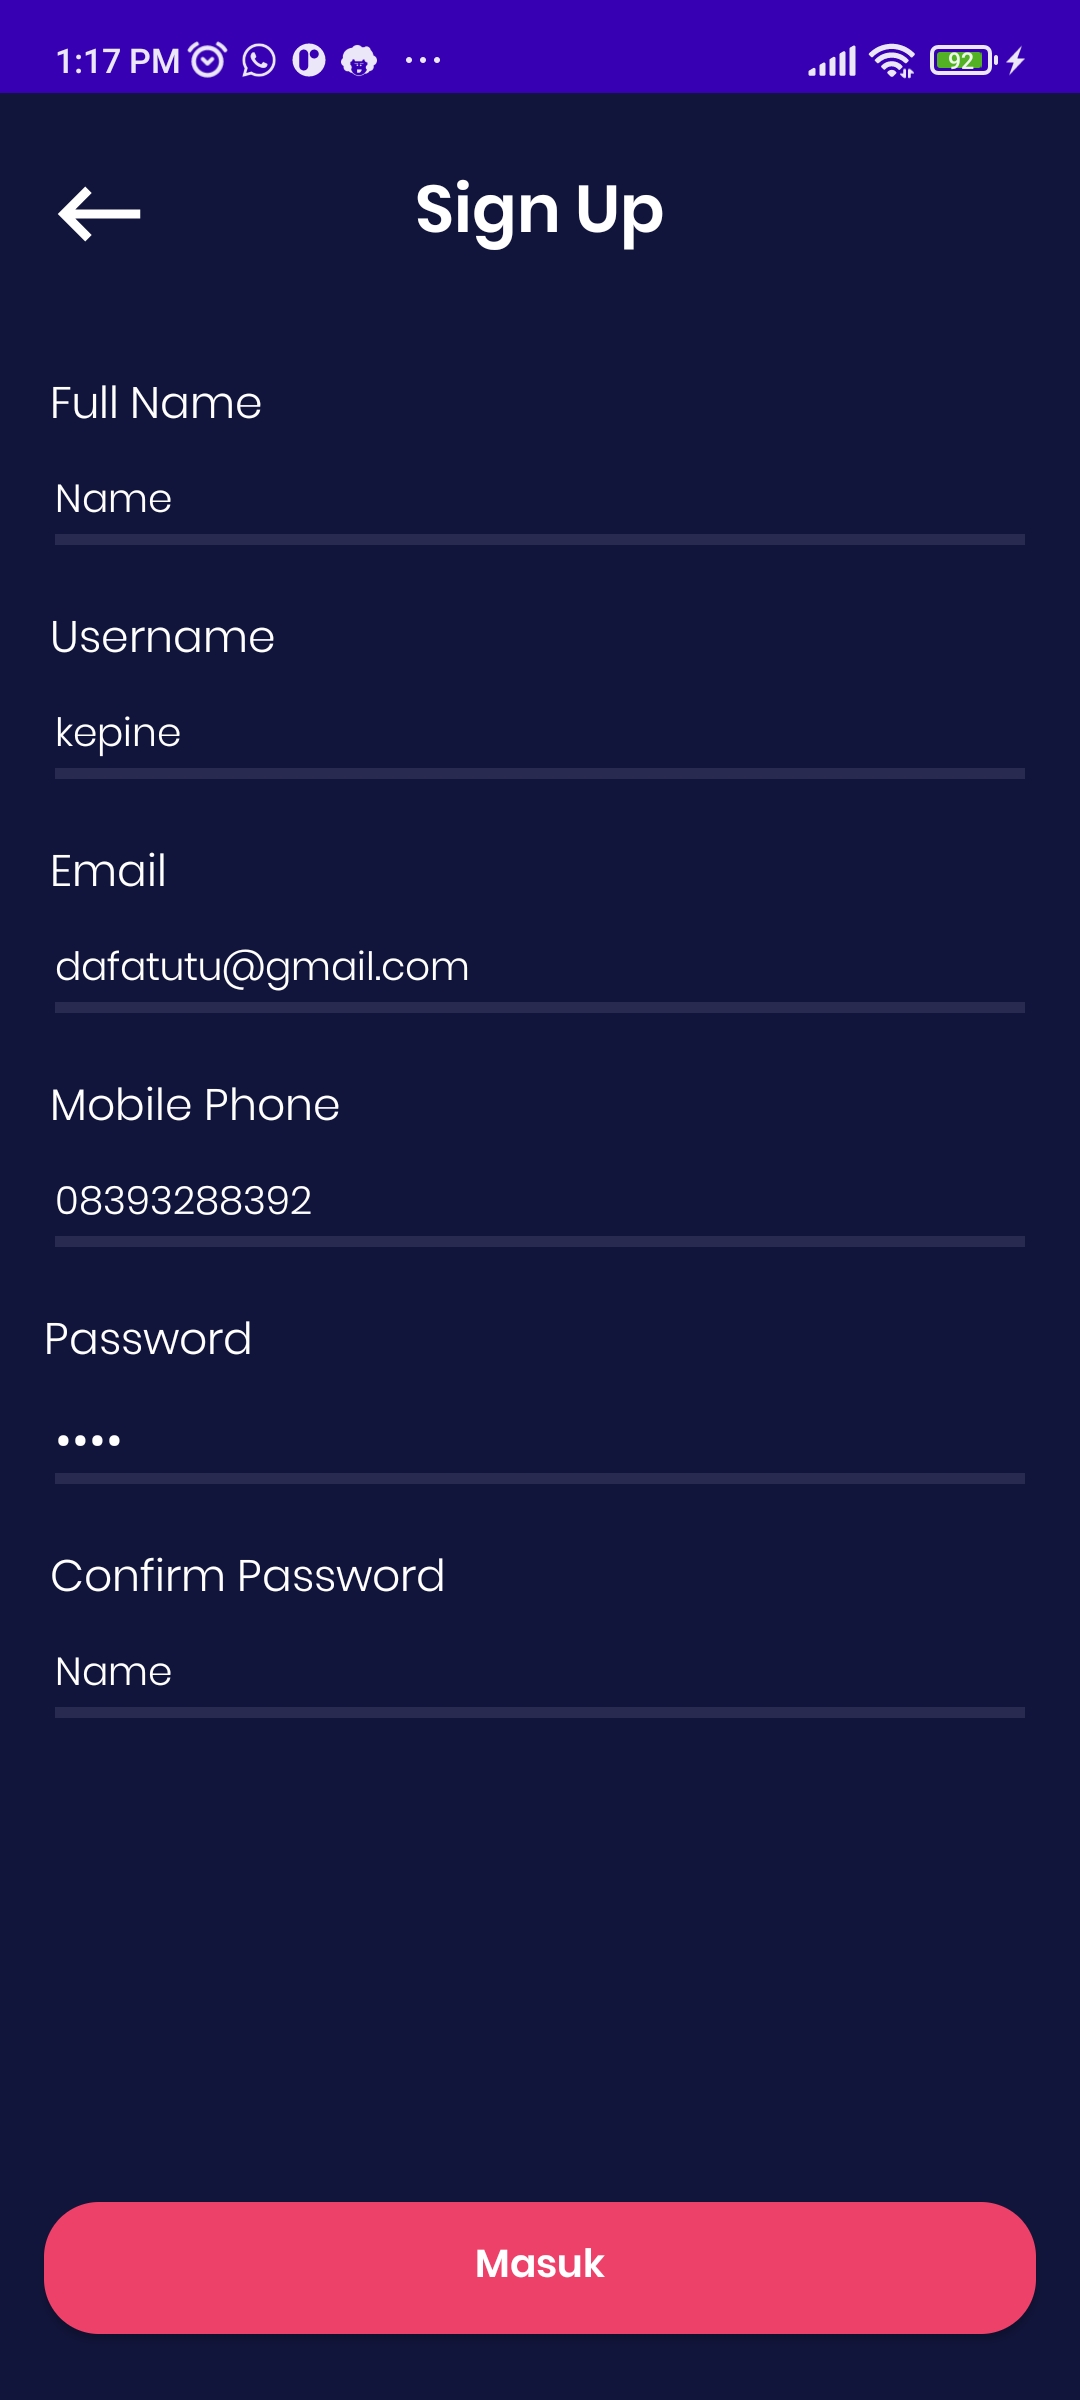 1:17 PM
92
Sign Up
Full Name
Name
Username
kepine
Email
dafatutu@gmail.com
Mobile Phone
08393288392
Password
••••
Confirm Password
Name
Masuk